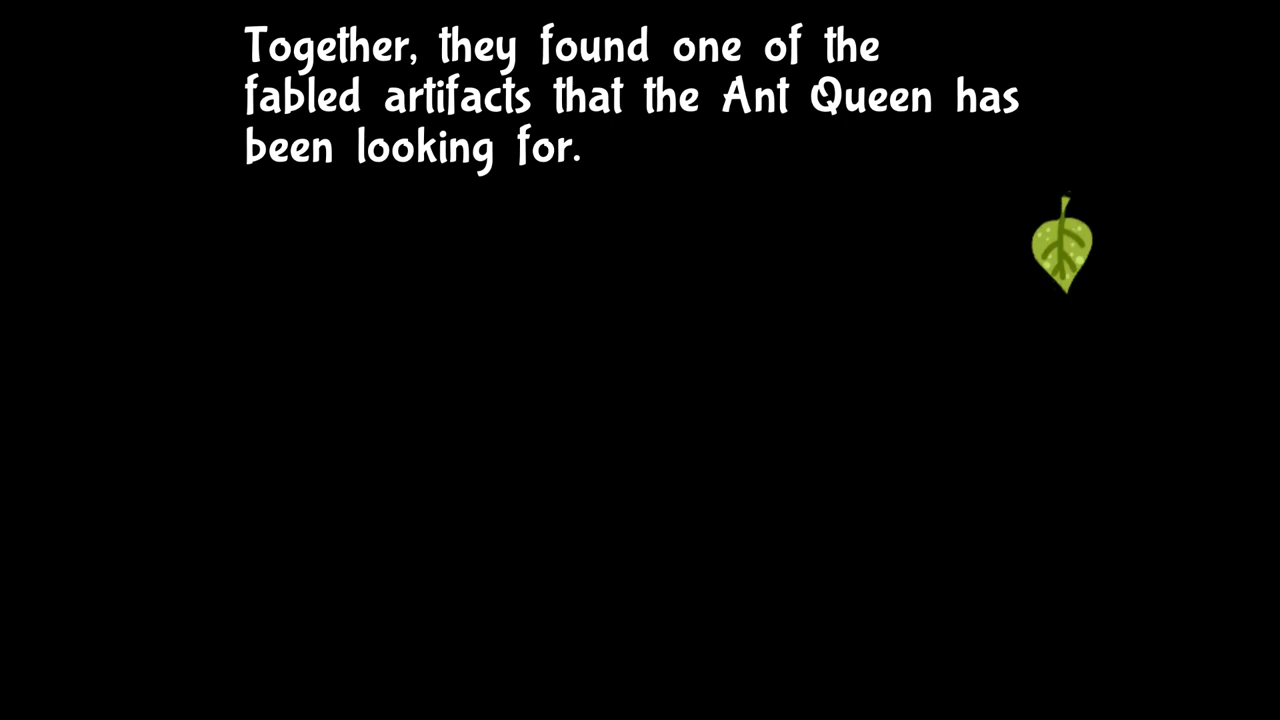 Together, they found one of the
fabled artifacts that the Ant Queen has
been looking for.